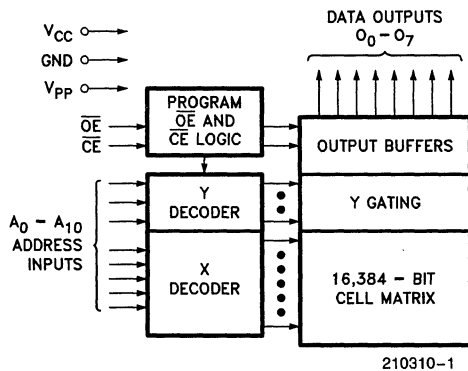 DATA OUTPUTS
O0–O7
VCC
GND
VPP
OE
CE
PROGRAM
OE AND
CE LOGIC
OUTPUT BUFFERS
Y
DECODER
Y GATING
A0 – A10
ADDRESS
INPUTS
X
DECODER
16,384 – BIT
CELL MATRIX
210310-1